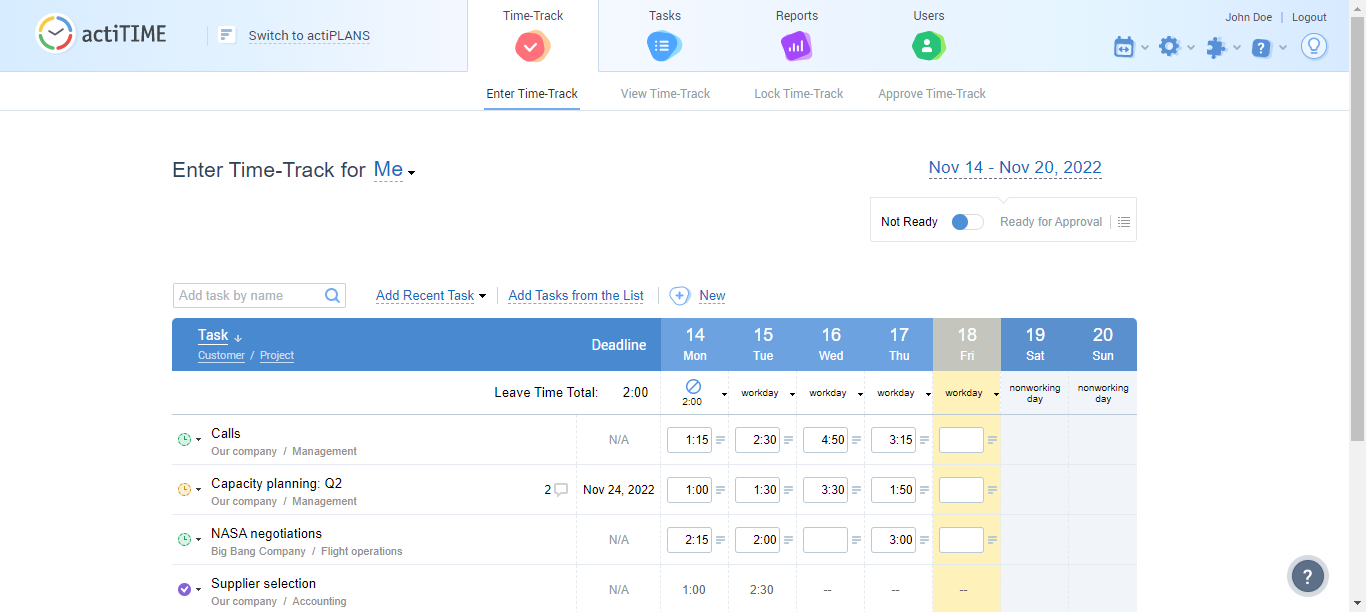 actiTIME
Switch to actiPLANS
Time-Track
Tasks
Reports
Users
John Doe | Logout
?
Enter Time-Track
View Time-Track
Lock Time-Track
Approve Time-Track
Enter Time-Track for Me
Nov 14 - Nov 20, 2022
Not Ready
Ready for Approval
Add task by name
Add Recent Task
Add Tasks from the List
New
Task ↓
Customer / Project
Deadline
14 Mon
15 Tue
16 Wed
17 Thu
18 Fri
19 Sat
20 Sun
Leave Time Total: 2:00
2:00
workday
workday
workday
workday
nonworking
day
nonworking
day
Calls
Our company / Management
N/A 1:15 2:30 4:50 3:15
Capacity planning: Q2
Our company / Management
2 Nov 24, 2022 1:00 1:30 3:30 1:50
NASA negotiations
Big Bang Company / Flight operations
N/A 2:15 2:00 3:00
Supplier selection
Our company / Accounting
N/A 1:00 2:30 -- -- --
?